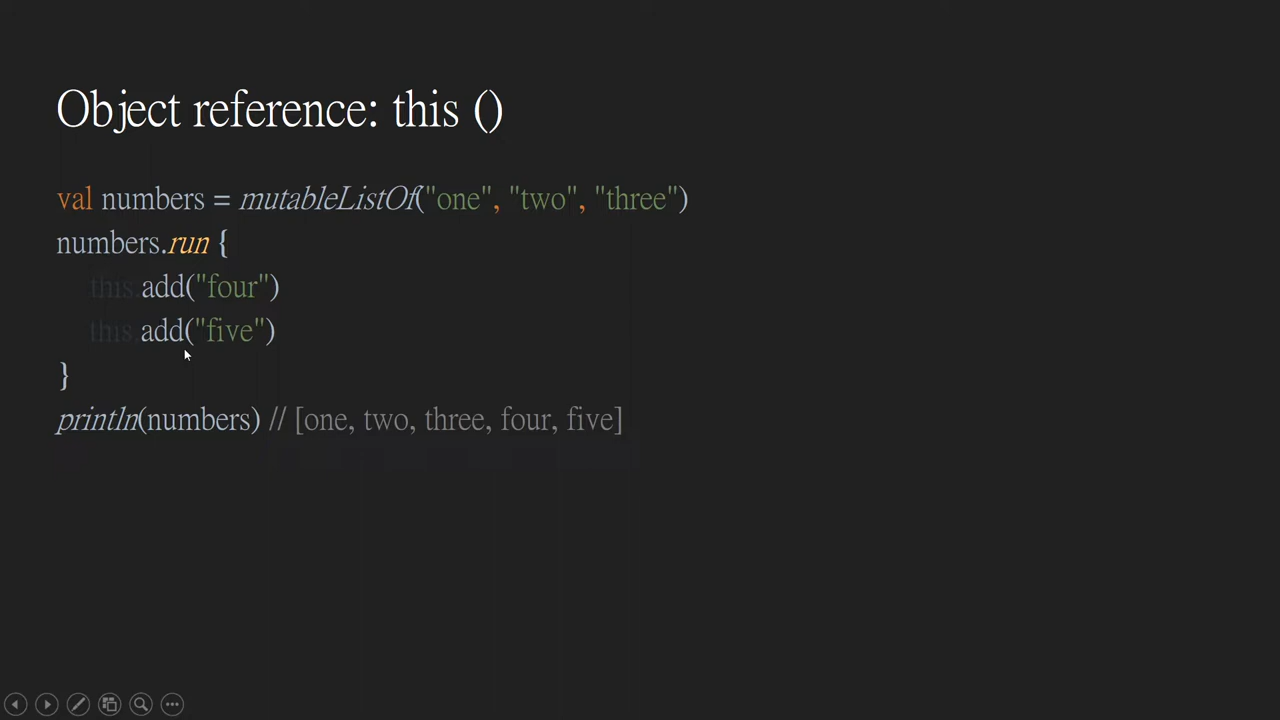 Object reference: this ()
val numbers = mutableListOf("one", "two", "three")
numbers.run {
this.add("four")
this.add("five")
}
println(numbers) // [one, two, three, four, five]